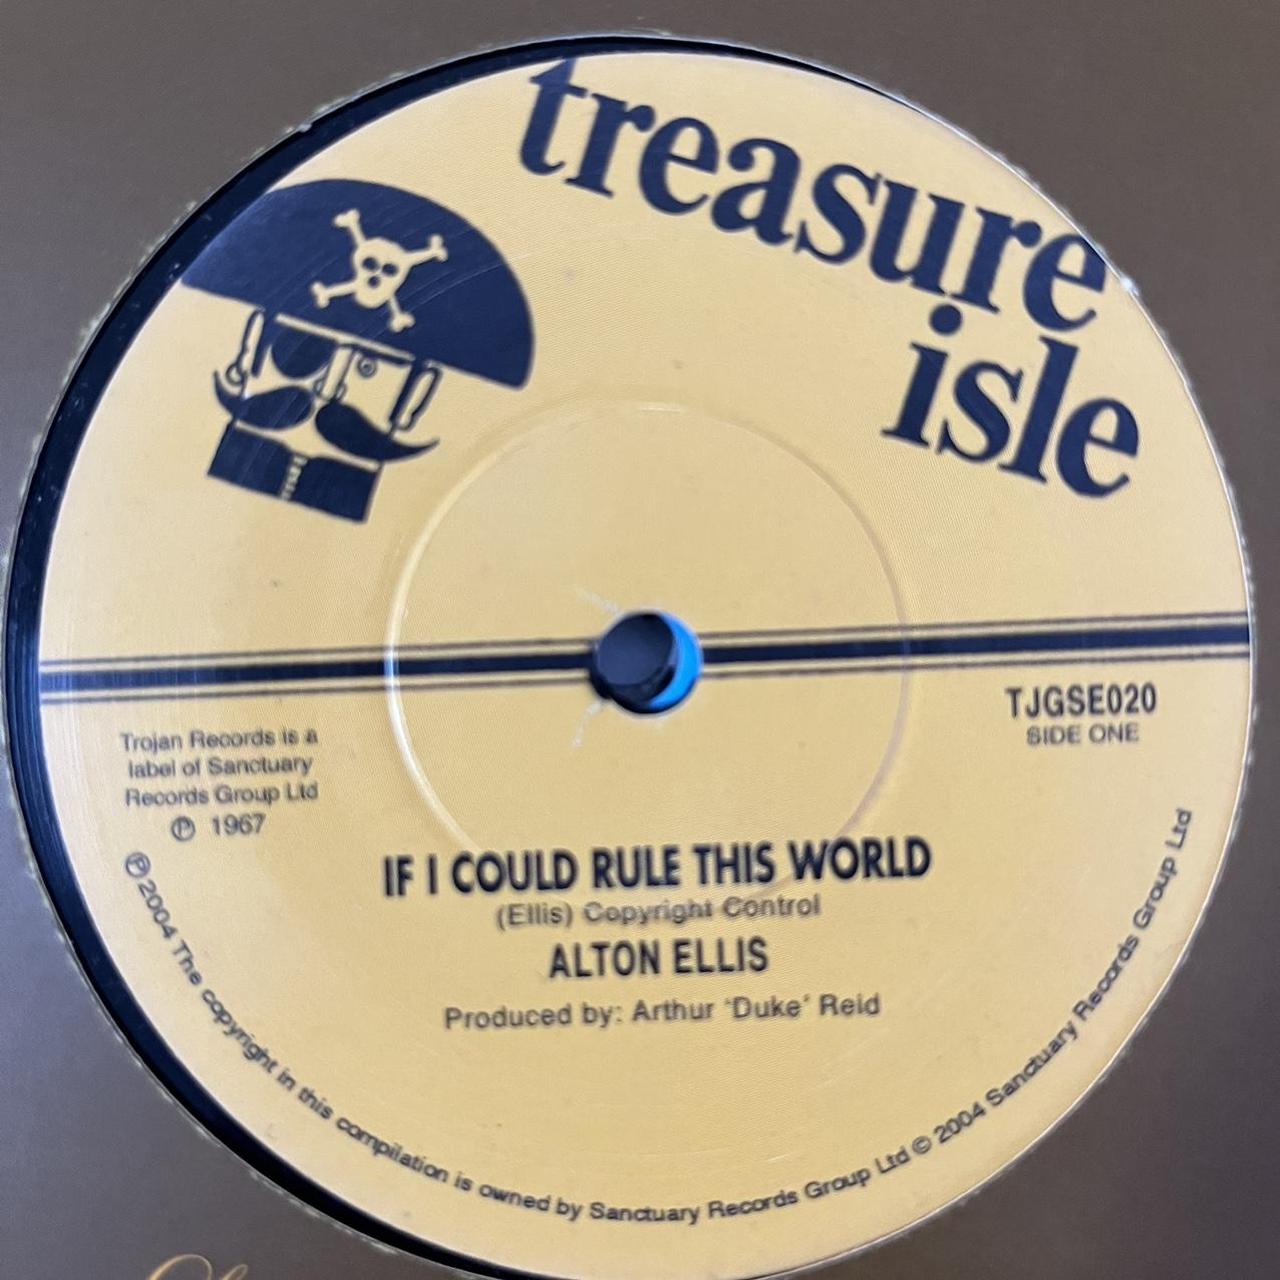 treasure
isle
TJGSE020
SIDE ONE
Trojan Records is a
label of Sanctuary
Records Group Ltd
℗ 1967
IF I COULD RULE THIS WORLD
(Ellis) Copyright Control
ALTON ELLIS
Produced by: Arthur 'Duke' Reid
℗ 2004 The copyright in this compilation is owned by Sanctuary Records Group Ltd © 2004 Sanctuary Records Group Ltd